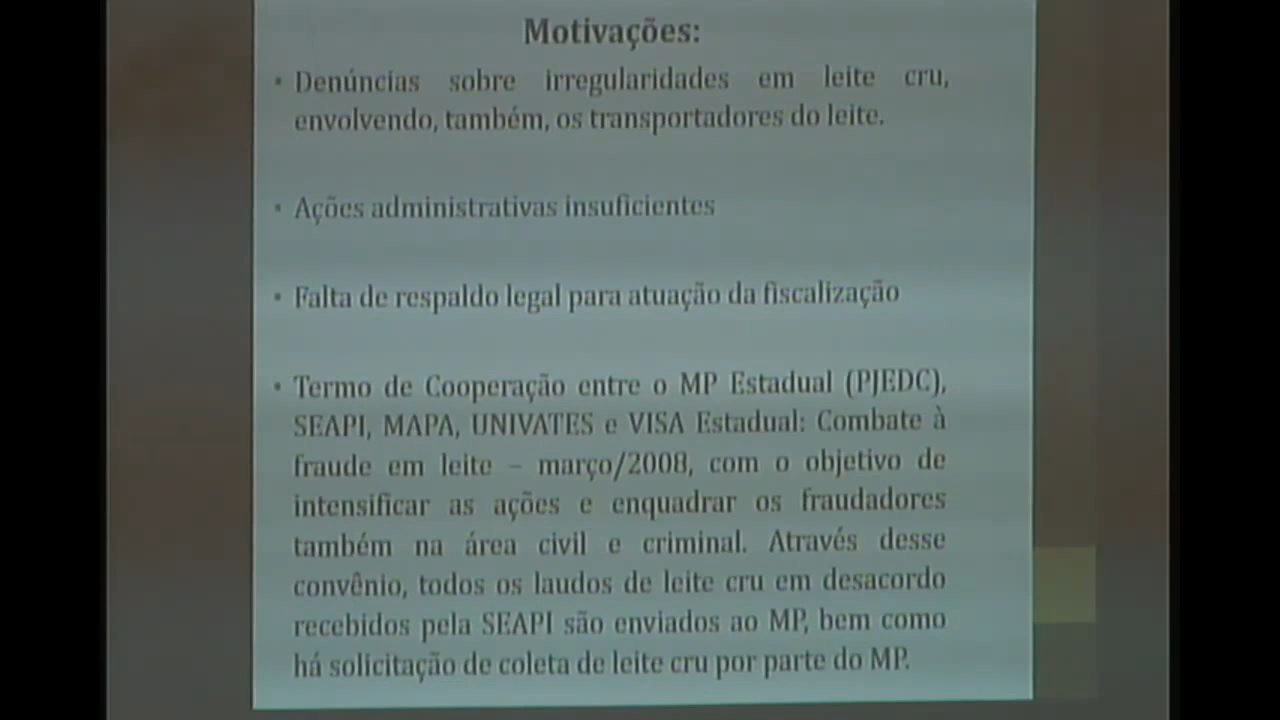 Motivações:
• Denúncias sobre irregularidades em leite cru,
envolvendo, também, os transportadores do leite.
• Ações administrativas insuficientes
• Falta de respaldo legal para atuação da fiscalização
• Termo de Cooperação entre o MP Estadual (PJEDC),
SEAPI, MAPA, UNIVATES e VISA Estadual: Combate à
fraude em leite – março/2008, com o objetivo de
intensificar as ações e enquadrar os fraudadores
também na área civil e criminal. Através desse
convênio, todos os laudos de leite cru em desacordo
recebidos pela SEAPI são enviados ao MP, bem como
há solicitação de coleta de leite cru por parte do MP.